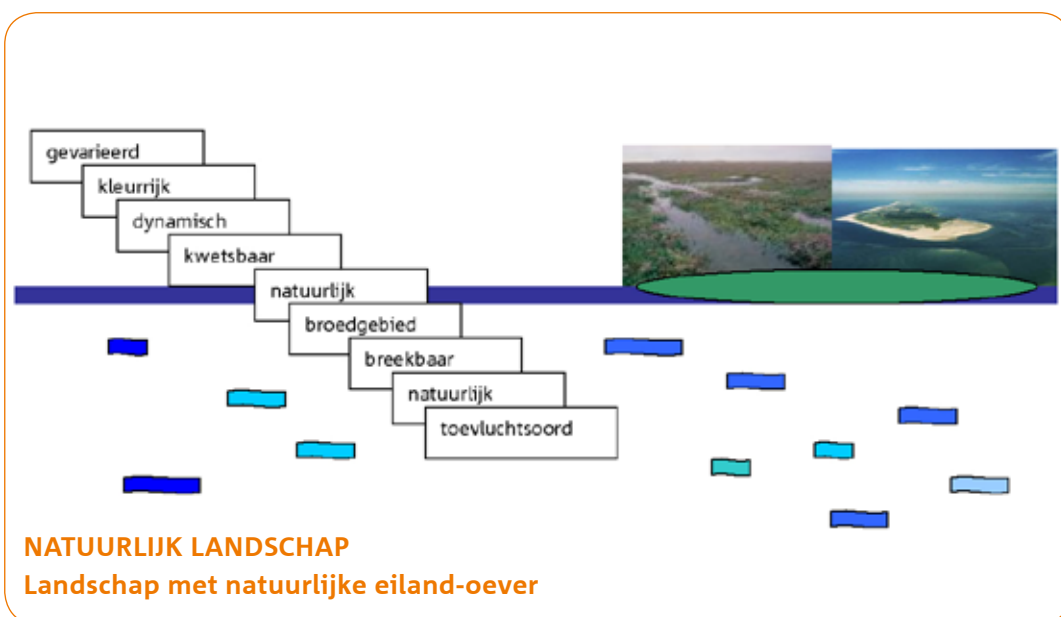 gevarieerd
kleurrijk
dynamisch
kwetsbaar
natuurlijk
broedgebied
breekbaar
natuurlijk
toevluchtsoord
NATUURLIJK LANDSCHAP
Landschap met natuurlijke eiland-oever